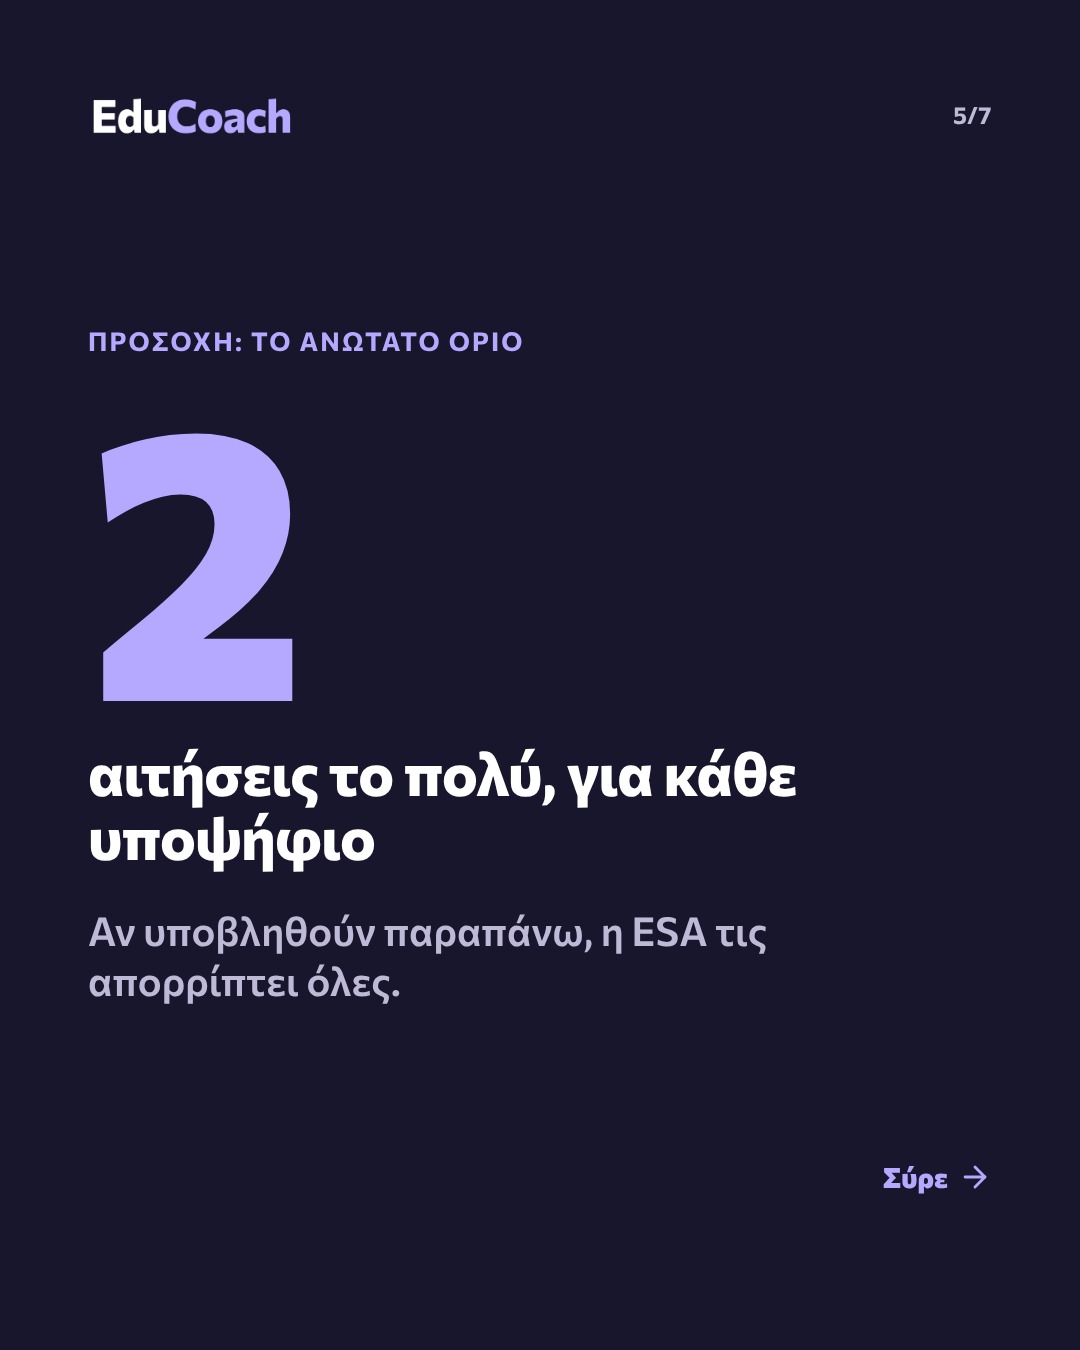 EduCoach
5/7
ΠΡΟΣΟΧΗ: ΤΟ ΑΝΩΤΑΤΟ ΟΡΙΟ
2
αιτήσεις το πολύ, για κάθε
υποψήφιο
Αν υποβληθούν παραπάνω, η ESA τις
απορρίπτει όλες.
Σύρε →